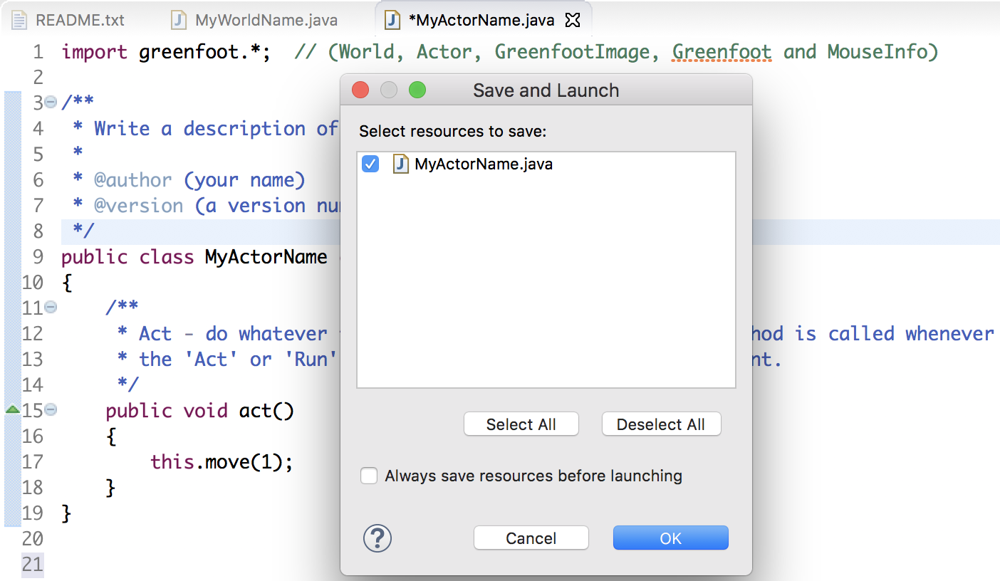 README.txt MyWorldName.java *MyActorName.java
1 import greenfoot.*; // (World, Actor, GreenfootImage, Greenfoot and MouseInfo)
2
3 /**
4 * Write a description of
5 *
6 * @author (your name)
7 * @version (a version
8 */
9 public class MyActorName
10 {
11 /**
12 * Act - do whatever is called whenever
13 * the 'Act' or 'Run'
14 */
15 public void act()
16 {
17 this.move(1);
18 }
19 }
20
21
Save and Launch
Select resources to save:
MyActorName.java
Select All Deselect All
Always save resources before launching
? Cancel OK